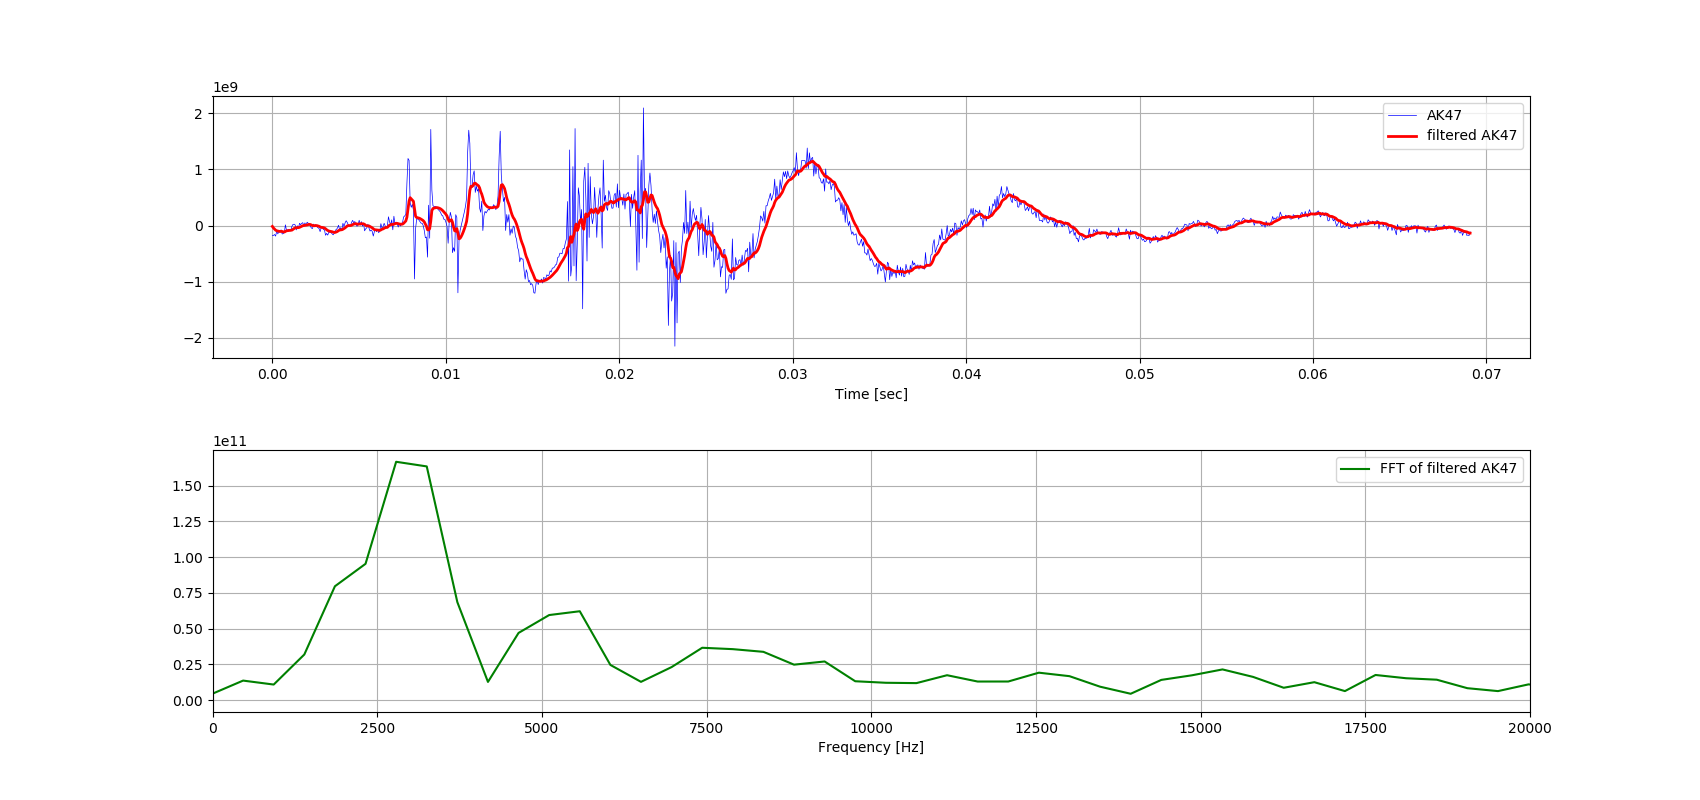 1e9
2
1
0
−1
−2
AK47
filtered AK47
0.00 0.01 0.02 0.03 0.04 0.05 0.06 0.07
Time [sec]
1e11
1.50
1.25
1.00
0.75
0.50
0.25
0.00
FFT of filtered AK47
0 2500 5000 7500 10000 12500 15000 17500 20000
Frequency [Hz]